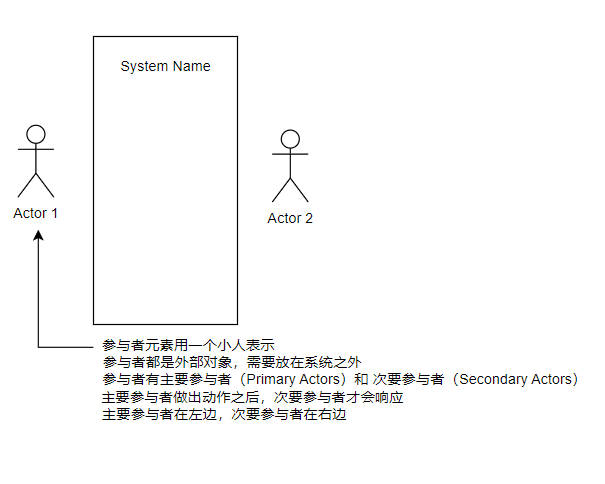 System Name
Actor 1
Actor 2
参与者元素用一个小人表示
参与者都是外部对象，需要放在系统之外
参与者有主要参与者（Primary Actors）和 次要参与者（Secondary Actors）
主要参与者做出动作之后，次要参与者才会响应
主要参与者在左边，次要参与者在右边